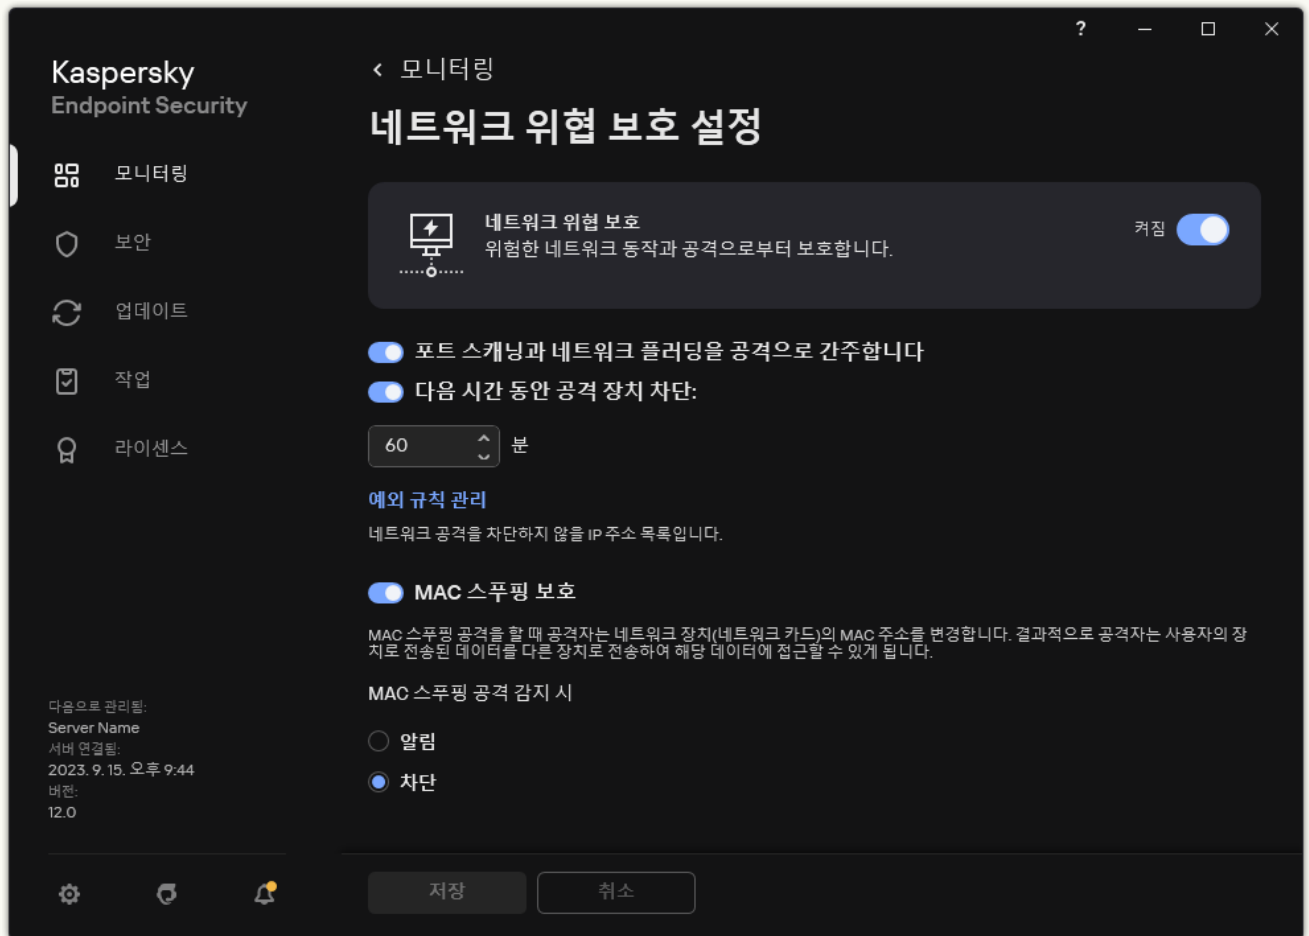 ?
Kaspersky
Endpoint Security
모니터링
보안
업데이트
작업
라이센스
다음으로 관리됨:
Server Name
서버 연결됨:
2023. 9. 15. 오후 9:44
버전:
12.0
모니터링
네트워크 위협 보호 설정
네트워크 위협 보호
위험한 네트워크 동작과 공격으로부터 보호합니다.
켜짐
포트 스캐닝과 네트워크 플러딩을 공격으로 간주합니다
다음 시간 동안 공격 장치 차단:
60 분
예외 규칙 관리
네트워크 공격을 차단하지 않을 IP 주소 목록입니다.
MAC 스푸핑 보호
MAC 스푸핑 공격을 할 때 공격자는 네트워크 장치(네트워크 카드)의 MAC 주소를 변경합니다. 결과적으로 공격자는 사용자의 장
치로 전송된 데이터를 다른 장치로 전송하여 해당 데이터에 접근할 수 있게 됩니다.
MAC 스푸핑 공격 감지 시
알림
차단
저장
취소